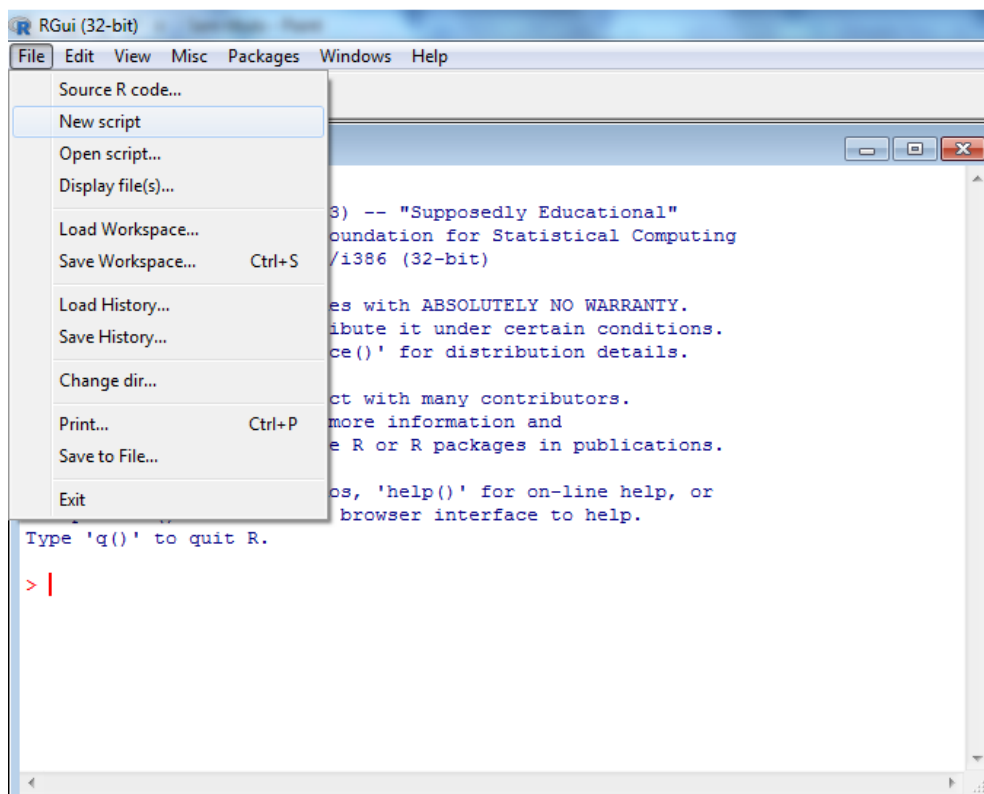 RGui (32-bit)
File Edit View Misc Packages Windows Help
Source R code...
New script
Open script...
Display file(s)...
Load Workspace...
Save Workspace... Ctrl+S
Load History...
Save History...
Change dir...
Print... Ctrl+P
Save to File...
Exit
3) -- "Supposedly Educational"
oundation for Statistical Computing
/i386 (32-bit)
es with ABSOLUTELY NO WARRANTY.
ibute it under certain conditions.
ce()' for distribution details.
ct with many contributors.
more information and
e R or R packages in publications.
os, 'help()' for on-line help, or
browser interface to help.
Type 'q()' to quit R.
>